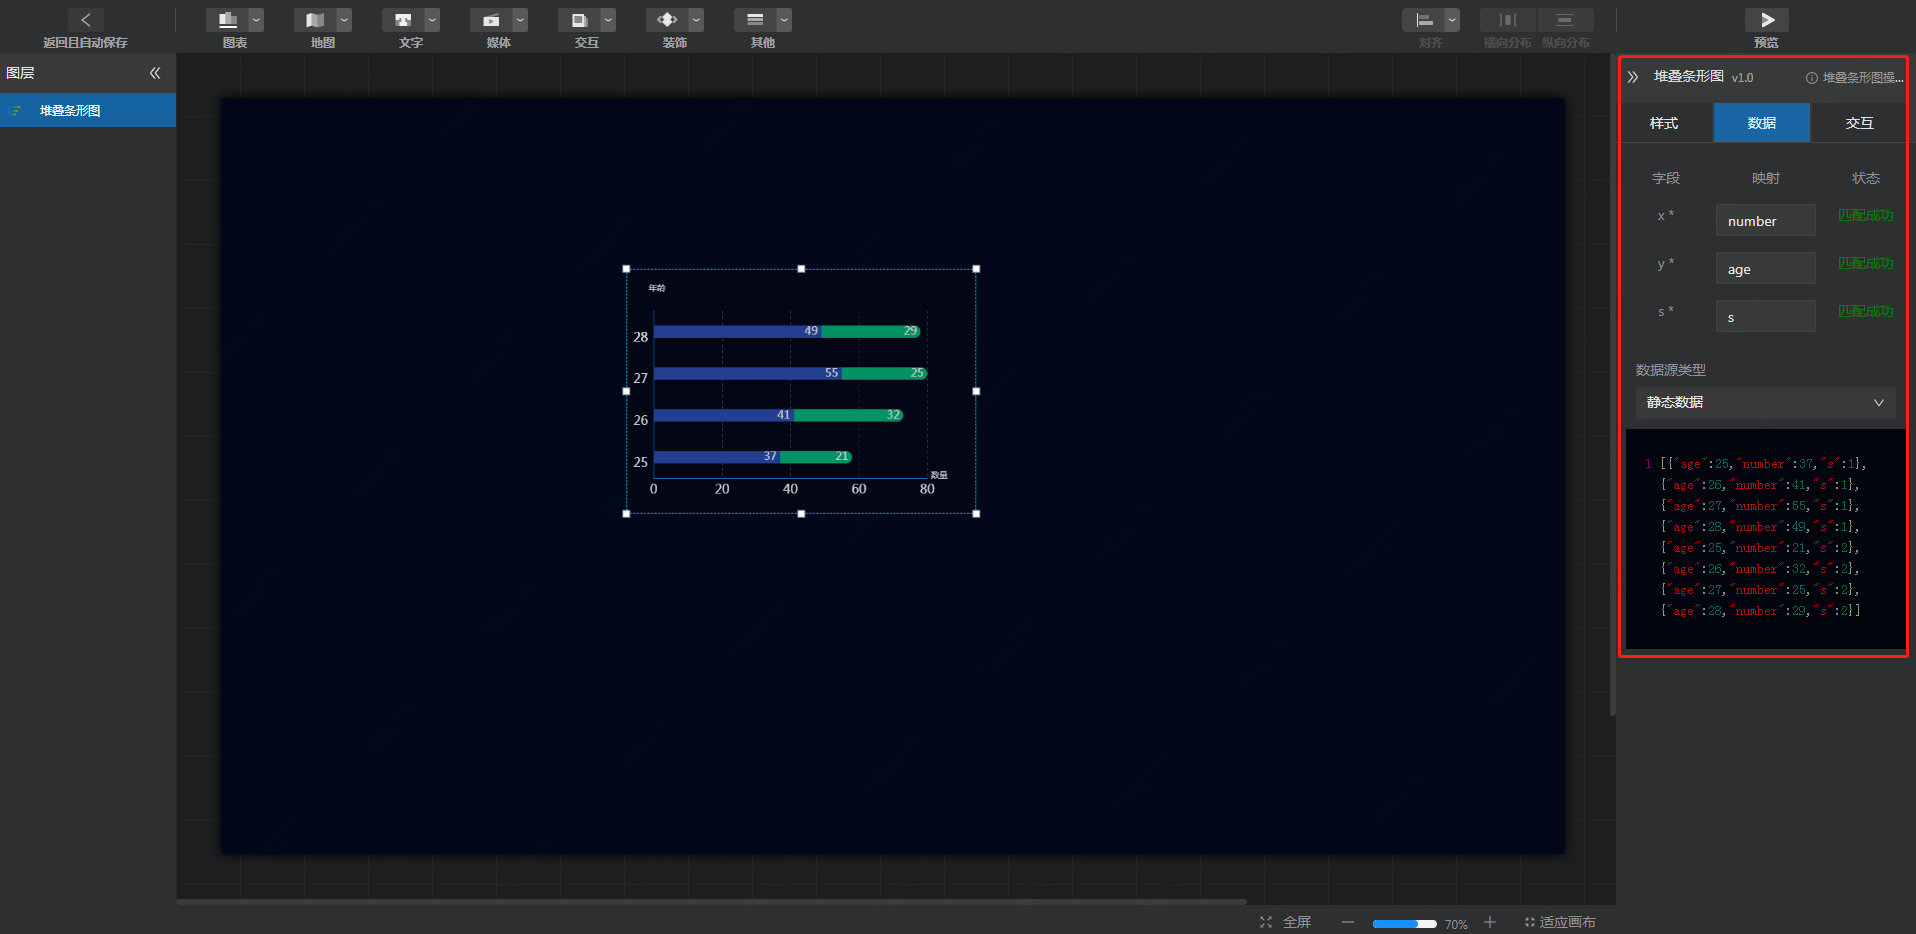 返回且自动保存
图表
地图
文字
媒体
交互
装饰
其他
对齐
横向分布
纵向分布
预览
图层
堆叠条形图
年龄
28
49
29
27
55
25
26
41
32
25
37
21
数量
0
20
40
60
80
堆叠条形图 v1.0
堆叠条形图操...
样式
数据
交互
字段
映射
状态
x *
number
匹配成功
y *
age
匹配成功
s *
s
匹配成功
数据源类型
静态数据
1 [{"age":25,"number":37,"s":1},
{"age":26,"number":41,"s":1},
{"age":27,"number":55,"s":1},
{"age":28,"number":49,"s":1},
{"age":25,"number":21,"s":2},
{"age":26,"number":32,"s":2},
{"age":27,"number":25,"s":2},
{"age":28,"number":29,"s":2}]
全屏
70%
适应画布